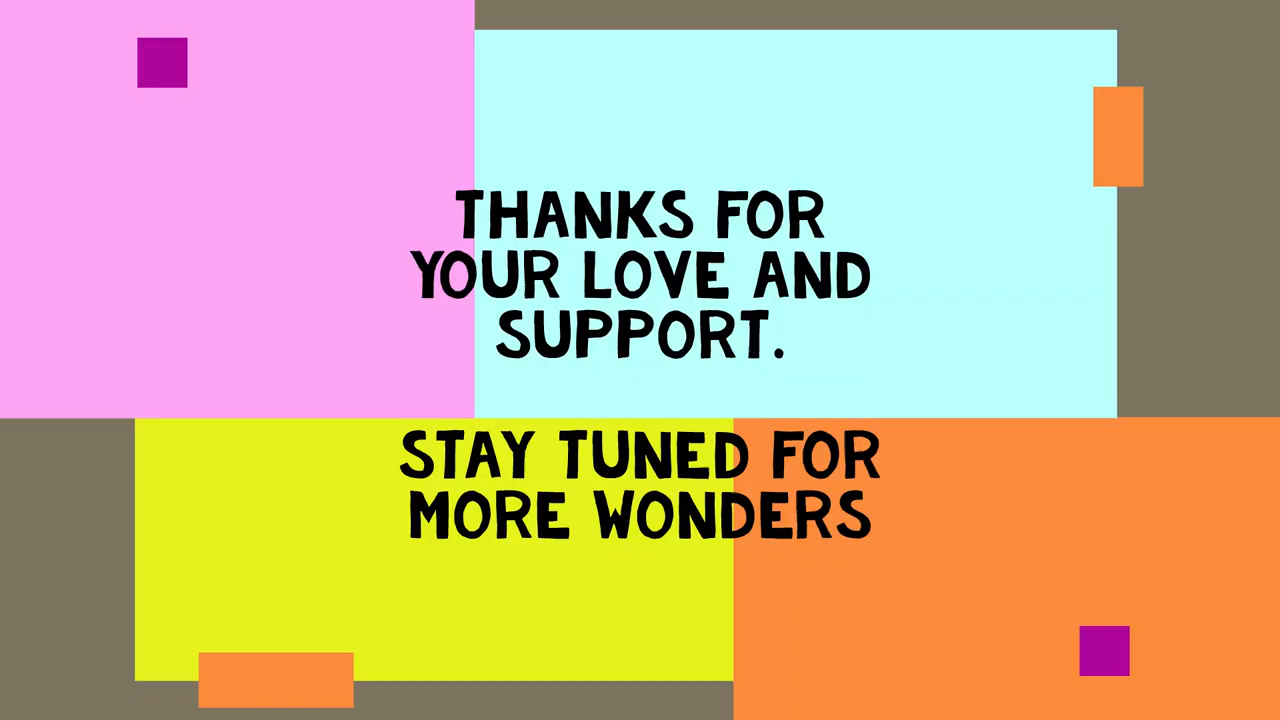 THANKS FOR
YOUR LOVE AND
SUPPORT.
STAY TUNED FOR
MORE WONDERS